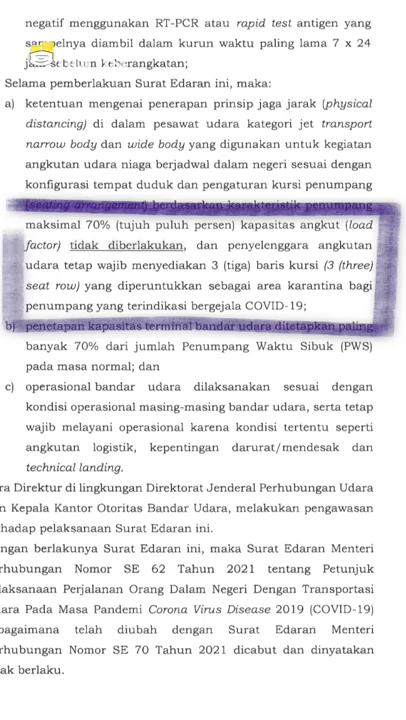 negatif menggunakan RT-PCR atau rapid test antigen yang
sampelnya diambil dalam kurun waktu paling lama 7 x 24
jam sebelum keberangkatan;
Selama pemberlakuan Surat Edaran ini, maka:
a) ketentuan mengenai penerapan prinsip jaga jarak (physical
distancing) di dalam pesawat udara kategori jet transport
narrow body dan wide body yang digunakan untuk kegiatan
angkutan udara niaga berjadwal dalam negeri sesuai dengan
konfigurasi tempat duduk dan pengaturan kursi penumpang
(seating arrangement) berdasarkan karakteristik penumpang
maksimal 70% (tujuh puluh persen) kapasitas angkut (load
factor) tidak diberlakukan, dan penyelenggara angkutan
udara tetap wajib menyediakan 3 (tiga) baris kursi (3 (three)
seat row) yang diperuntukkan sebagai area karantina bagi
penumpang yang terindikasi bergejala COVID-19;
b) penetapan kapasitas terminal bandar udara ditetapkan paling
banyak 70% dari jumlah Penumpang Waktu Sibuk (PWS)
pada masa normal; dan
c) operasional bandar udara dilaksanakan sesuai dengan
kondisi operasional masing-masing bandar udara, serta tetap
wajib melayani operasional karena kondisi tertentu seperti
angkutan logistik, kepentingan darurat/mendesak dan
technical landing.
ra Direktur di lingkungan Direktorat Jenderal Perhubungan Udara
n Kepala Kantor Otoritas Bandar Udara, melakukan pengawasan
hadap pelaksanaan Surat Edaran ini.
ngan berlakunya Surat Edaran ini, maka Surat Edaran Menteri
rhubungan Nomor SE 62 Tahun 2021 tentang Petunjuk
laksanaan Perjalanan Orang Dalam Negeri Dengan Transportasi
ara Pada Masa Pandemi Corona Virus Disease 2019 (COVID-19)
bagaimana telah diubah dengan Surat Edaran Menteri
rhubungan Nomor SE 70 Tahun 2021 dicabut dan dinyatakan
ak berlaku.